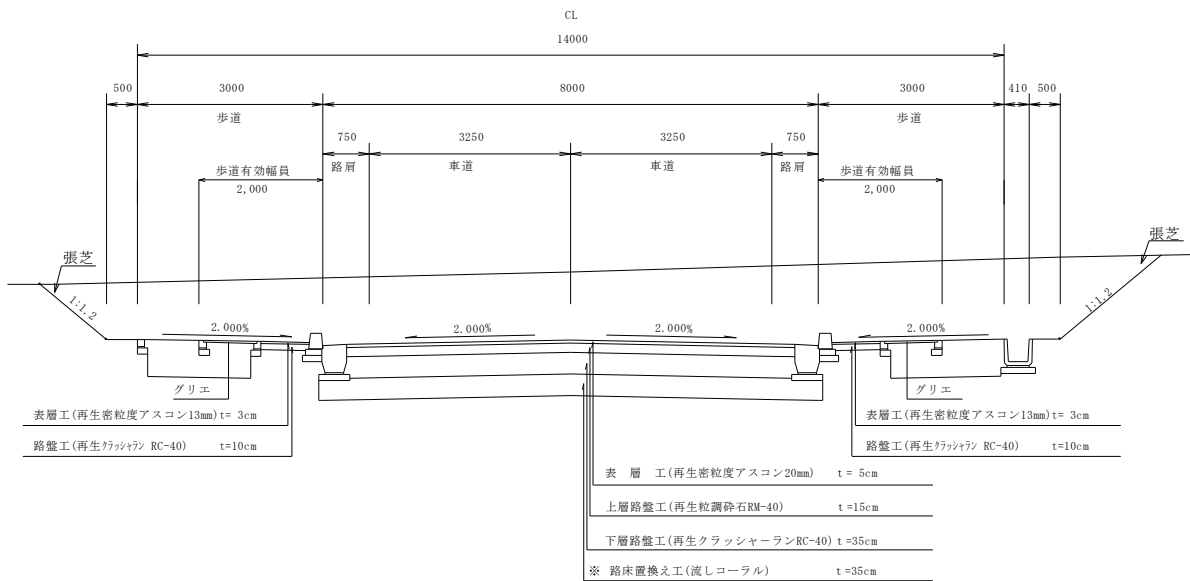 CL
14000
500 3000 8000 3000 410 500
歩道 歩道
750 3250 3250 750
路肩 車道 車道 路肩
歩道有効幅員 歩道有効幅員
2,000 2,000
張芝
張芝
1:1.2
1:1.2
2.000% 2.000% 2.000% 2.000%
グリエ グリエ
表層工(再生密粒度アスコン13mm)t= 3cm
表層工(再生密粒度アスコン13mm)t= 3cm
路盤工(再生クラッシャラン RC-40) t=10cm
路盤工(再生クラッシャラン RC-40) t=10cm
表 層 工(再生密粒度アスコン20mm) t = 5cm
上層路盤工(再生粒調砕石RM-40) t =15cm
下層路盤工(再生クラッシャーランRC-40) t =35cm
※ 路床置換え工(流しコーラル) t =35cm